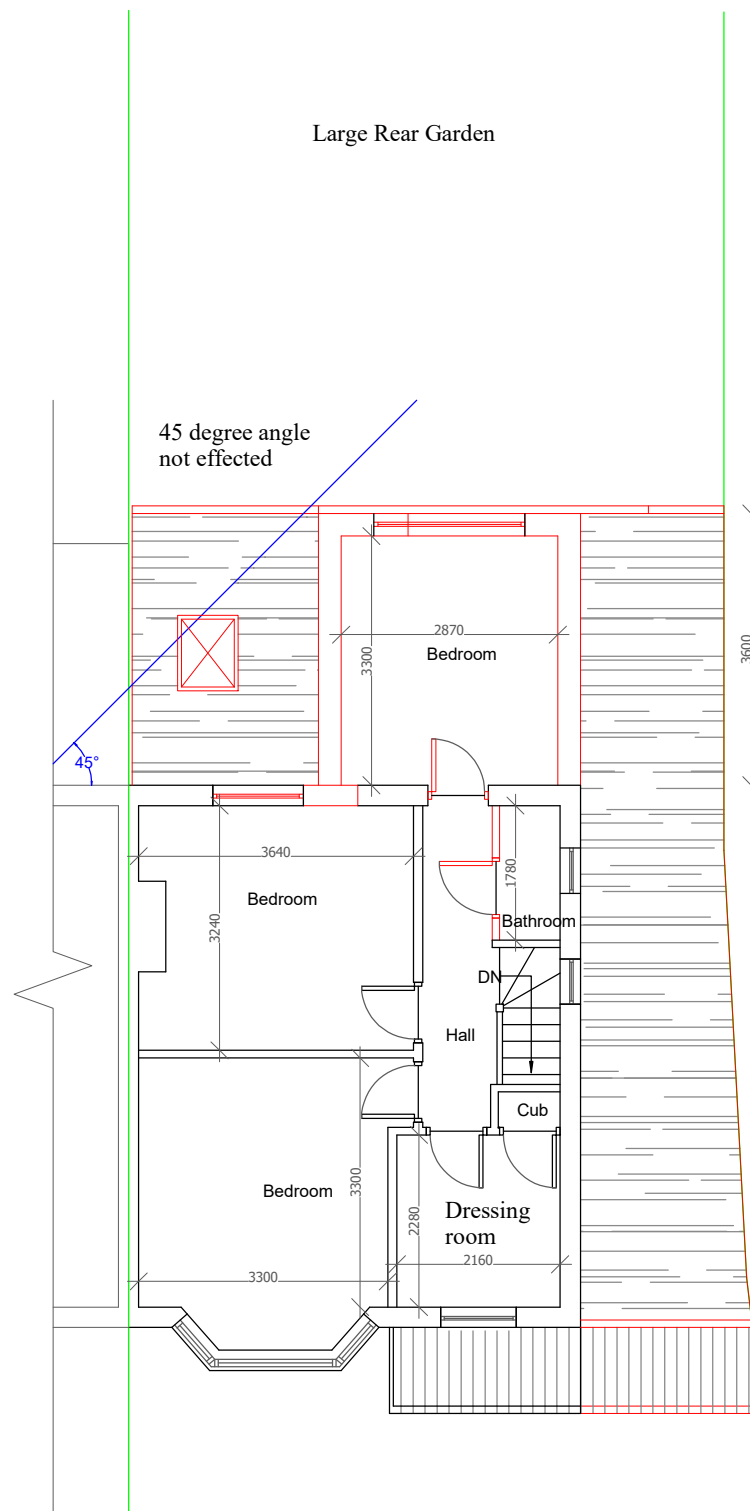 Large Rear Garden
45 degree angle
not effected
2870
Bedroom
3300
3600
45°
3640
Bedroom
3240
1780
Bathroom
DN
Hall
Cub
3300
Bedroom
2280
Dressing
room
2160
3300